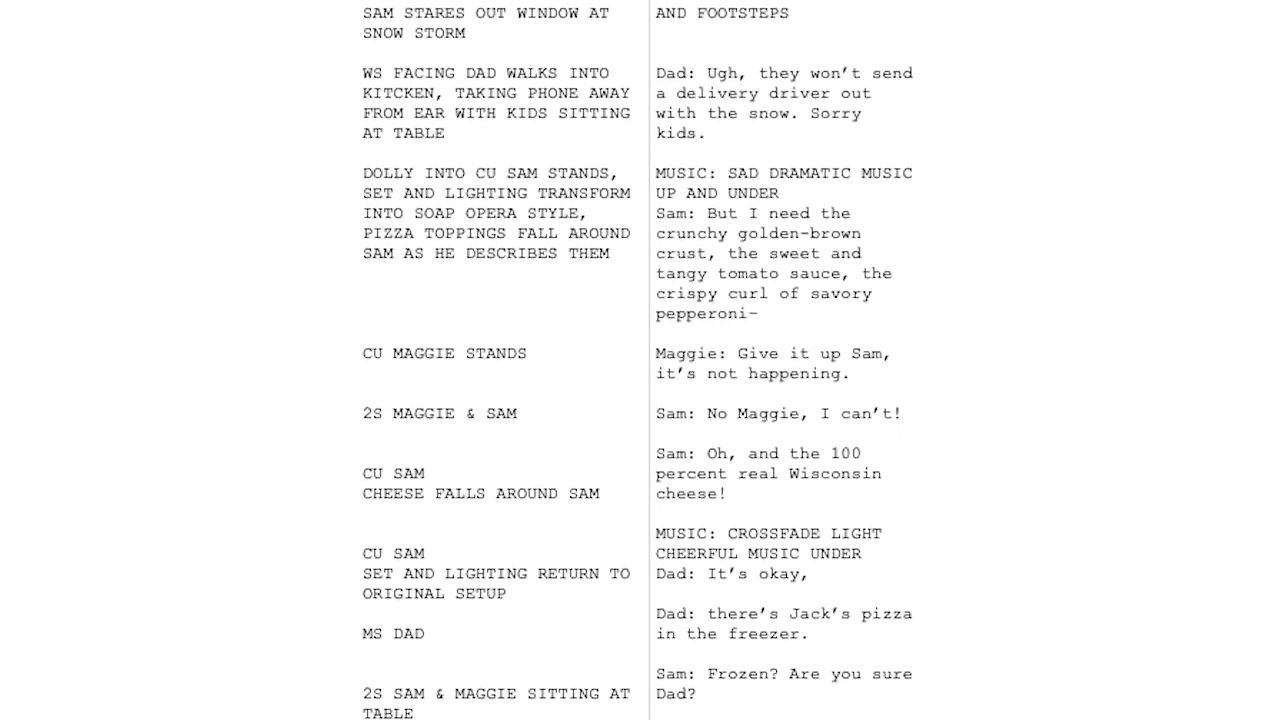 SAM STARES OUT WINDOW AT
SNOW STORM
WS FACING DAD WALKS INTO
KITCKEN, TAKING PHONE AWAY
FROM EAR WITH KIDS SITTING
AT TABLE
DOLLY INTO CU SAM STANDS,
SET AND LIGHTING TRANSFORM
INTO SOAP OPERA STYLE,
PIZZA TOPPINGS FALL AROUND
SAM AS HE DESCRIBES THEM
CU MAGGIE STANDS
2S MAGGIE & SAM
CU SAM
CHEESE FALLS AROUND SAM
CU SAM
SET AND LIGHTING RETURN TO
ORIGINAL SETUP
MS DAD
2S SAM & MAGGIE SITTING AT
TABLE
AND FOOTSTEPS
Dad: Ugh, they won't send
a delivery driver out
with the snow. Sorry
kids.
MUSIC: SAD DRAMATIC MUSIC
UP AND UNDER
Sam: But I need the
crunchy golden-brown
crust, the sweet and
tangy tomato sauce, the
crispy curl of savory
pepperoni-
Maggie: Give it up Sam,
it's not happening.
Sam: No Maggie, I can't!
Sam: Oh, and the 100
percent real Wisconsin
cheese!
MUSIC: CROSSFADE LIGHT
CHEERFUL MUSIC UNDER
Dad: It's okay,
Dad: there's Jack's pizza
in the freezer.
Sam: Frozen? Are you sure
Dad?